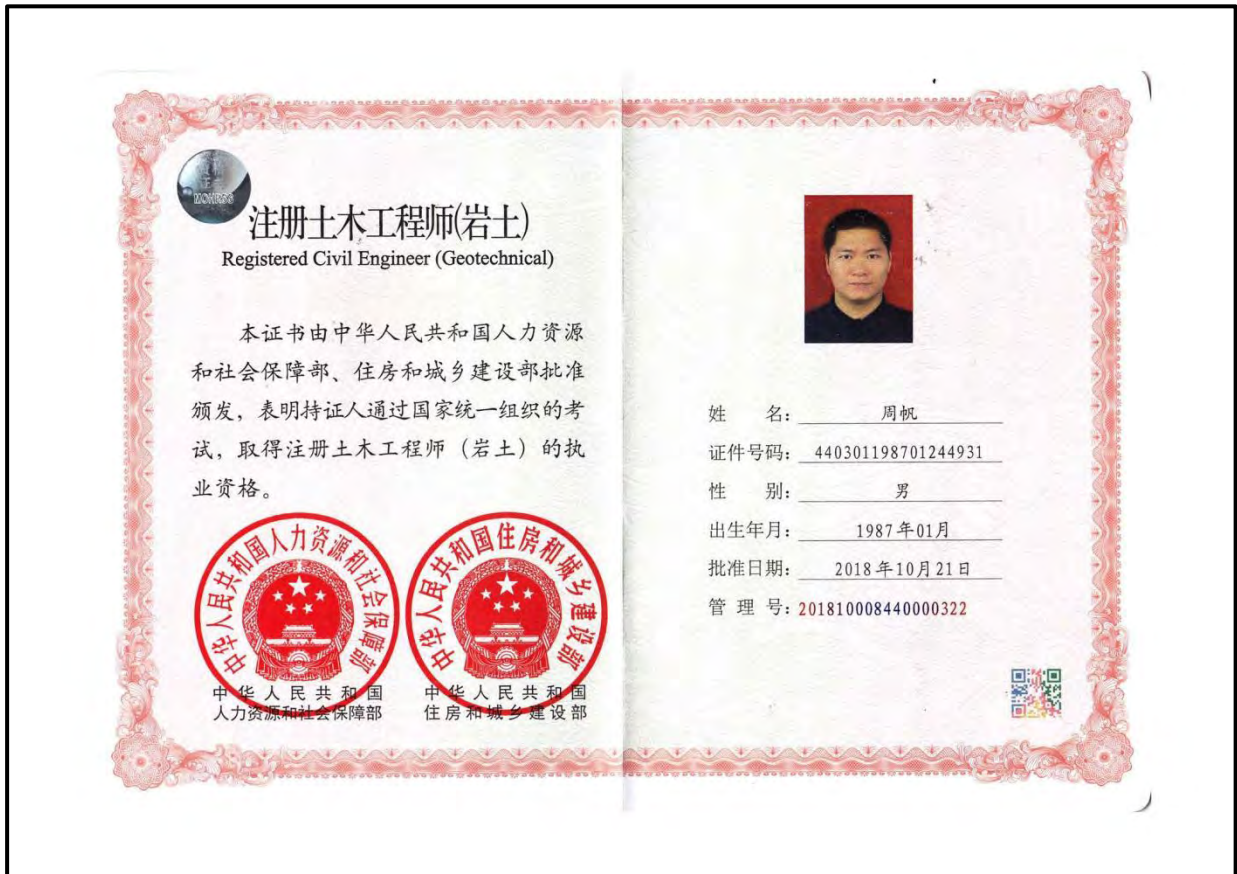 资格
证书
MOHRSS
注册土木工程师(岩土)
Registered Civil Engineer (Geotechnical)
本证书由中华人民共和国人力资源
和社会保障部、住房和城乡建设部批准
颁发，表明持证人通过国家统一组织的考
试，取得注册土木工程师（岩土）的执
业资格。
中华人民共和国人力资源和社会保障部
中华人民共和国住房和城乡建设部
中华人民共和国
人力资源和社会保障部
中华人民共和国
住房和城乡建设部
姓 名： 周帆
证件号码： 440301198701244931
性 别： 男
出生年月： 1987年01月
批准日期： 2018年10月21日
管 理 号：201810008440000322